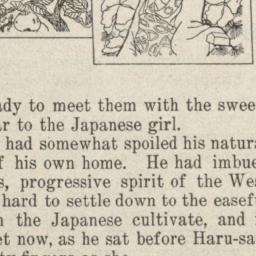 ady to meet them with the swee
ar to the Japanese girl.
had somewhat spoiled his natura
f his own home. He had imbue
s, progressive spirit of the We
hard to settle down to the easef
n the Japanese cultivate, and
et now, as he sat before Haru-sa